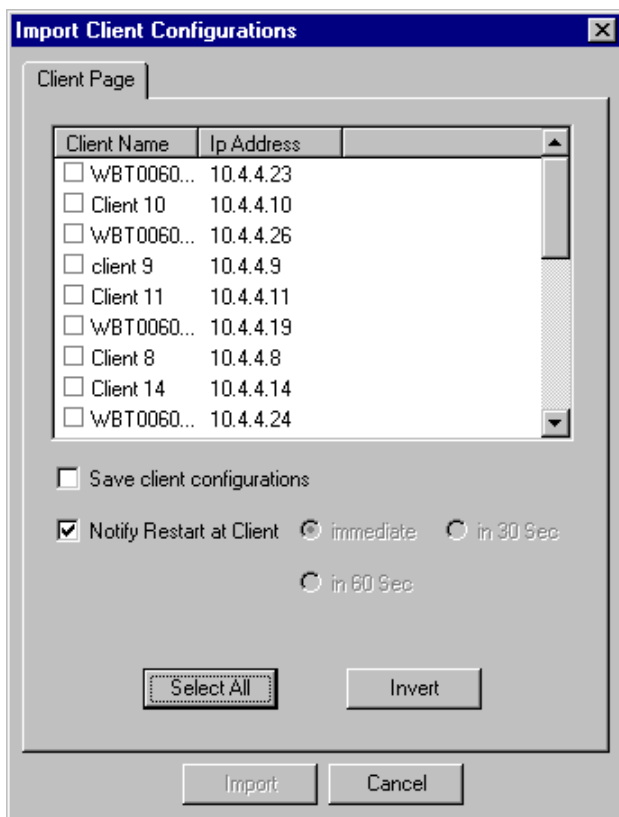 Import Client Configurations
Client Page
Client Name Ip Address
WBT0060... 10.4.4.23
Client 10 10.4.4.10
WBT0060... 10.4.4.26
client 9 10.4.4.9
Client 11 10.4.4.11
WBT0060... 10.4.4.19
Client 8 10.4.4.8
Client 14 10.4.4.14
WBT0060... 10.4.4.24
Save client configurations
Notify Restart at Client immediate in 30 Sec
in 60 Sec
Select All Invert
Import Cancel